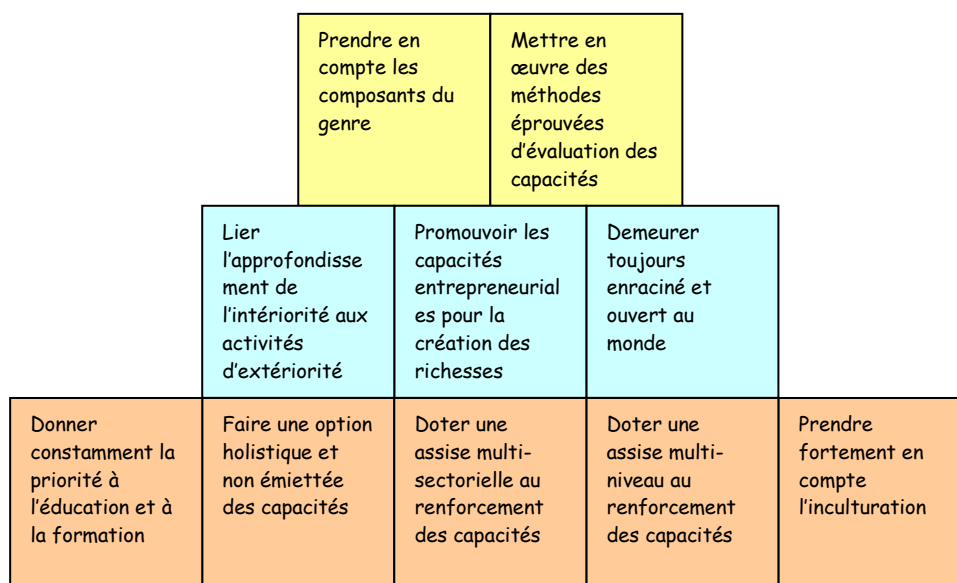 Prendre en
compte les
composants du
genre
Mettre en
œuvre des
méthodes
éprouvées
d'évaluation des
capacités
Lier
l'approfondisse
ment de
l'intériorité aux
activités
d'extériorité
Promouvoir les
capacités
entrepreneurial
es pour la
création des
richesses
Demeurer
toujours
enraciné et
ouvert au
monde
Donner
constamment la
priorité à
l'éducation et à
la formation
Faire une option
holistique et
non émiettée
des capacités
Doter une
assise multi-
sectorielle au
renforcement
des capacités
Doter une
assise multi-
niveau au
renforcement
des capacités
Prendre
fortement en
compte
l'inculturation